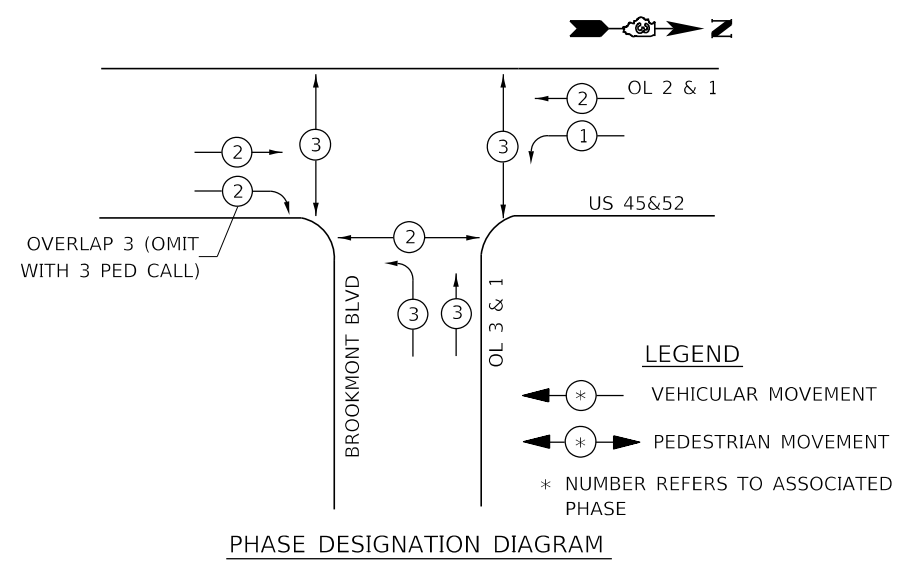 3
N
OL 2 & 1
2
1
3
3
2
2
US 45&52
2
OVERLAP 3 (OMIT
WITH 3 PED CALL)
BROOKMONT BLVD
3
3
OL 3 & 1
LEGEND
* VEHICULAR MOVEMENT
* PEDESTRIAN MOVEMENT
* NUMBER REFERS TO ASSOCIATED
PHASE
PHASE DESIGNATION DIAGRAM